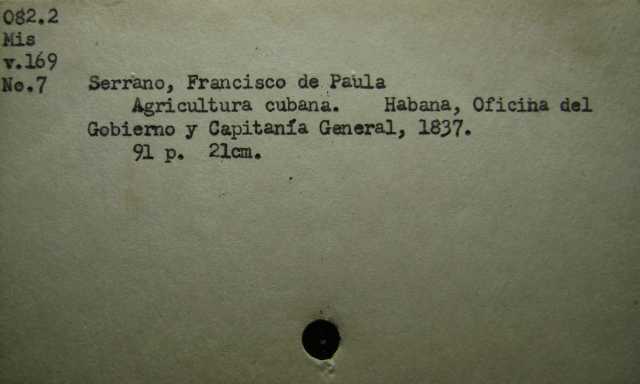 082.2
Mis
v.169
No.7 Serrano, Francisco de Paula
Agricultura cubana. Habana, Oficina del
Gobierno y Capitanía General, 1837.
91 p. 21cm.